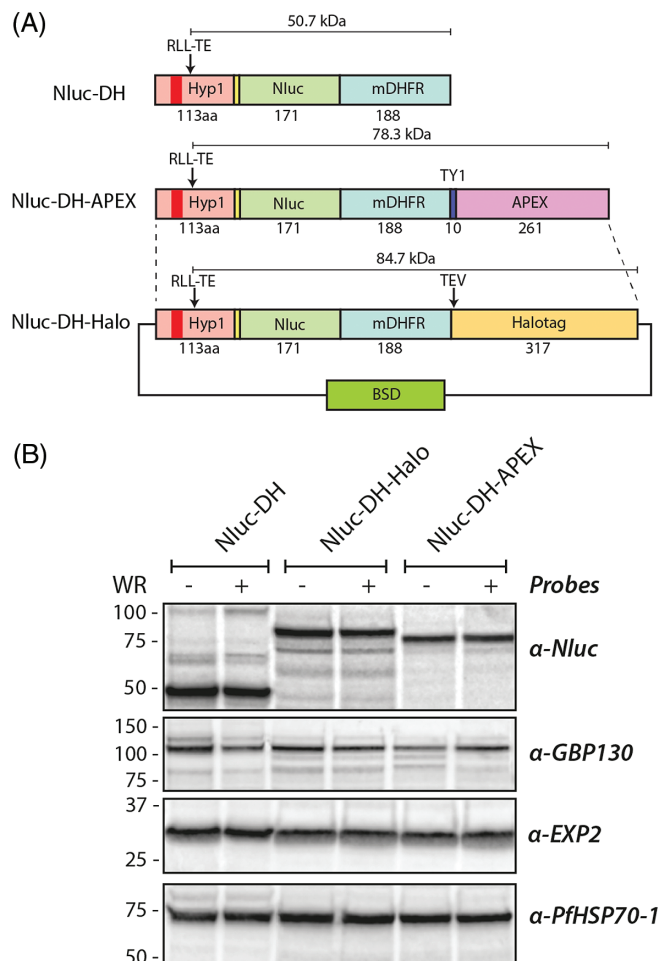 (A)
50.7 kDa
RLL-TE
Nluc-DH
Hyp1 Nluc mDHFR
113aa 171 188
78.3 kDa
RLL-TE
TY1
Nluc-DH-APEX
Hyp1 Nluc mDHFR APEX
113aa 171 188 10 261
84.7 kDa
RLL-TE
TEV
Nluc-DH-Halo
Hyp1 Nluc mDHFR Halotag
113aa 171 188 317
BSD
(B)
Nluc-DH
Nluc-DH-Halo
Nluc-DH-APEX
WR - + - + - + Probes
100 -
75 -
50 -
α-Nluc
150 -
100 -
75 -
α-GBP130
37 -
25 -
α-EXP2
75 -
50 -
α-PfHSP70-1